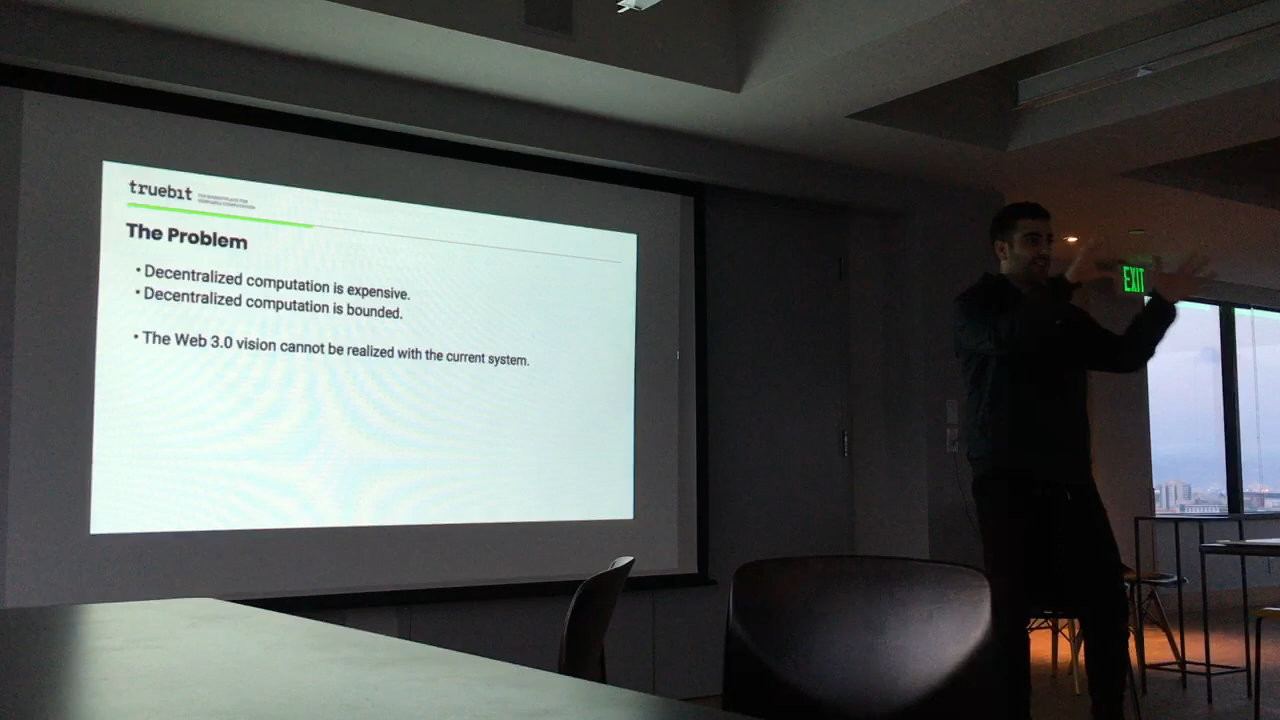 truebit
The Problem
• Decentralized computation is expensive.
• Decentralized computation is bounded.
• The Web 3.0 vision cannot be realized with the current system.
EXIT